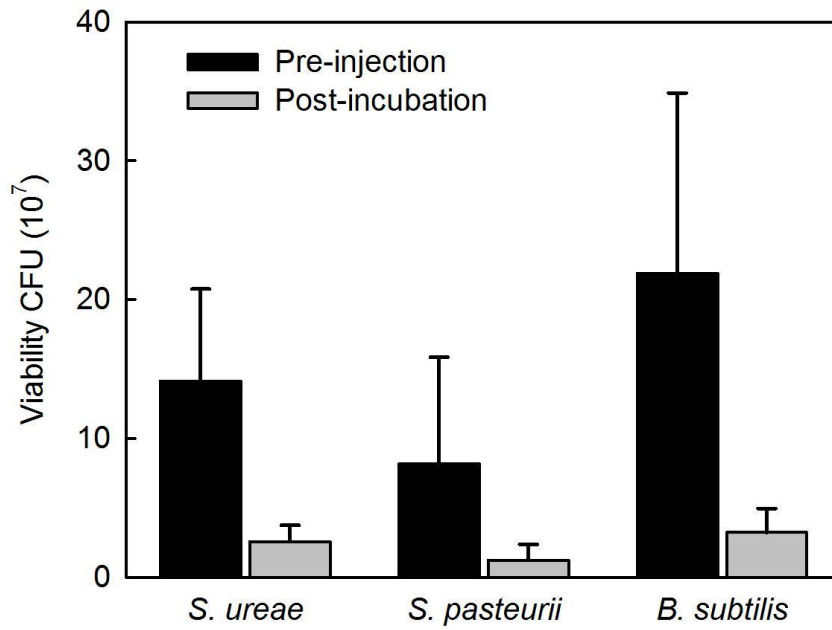 40
30
20
10
0
Viability CFU (10⁷)
Pre-injection
Post-incubation
S. ureae
S. pasteurii
B. subtilis